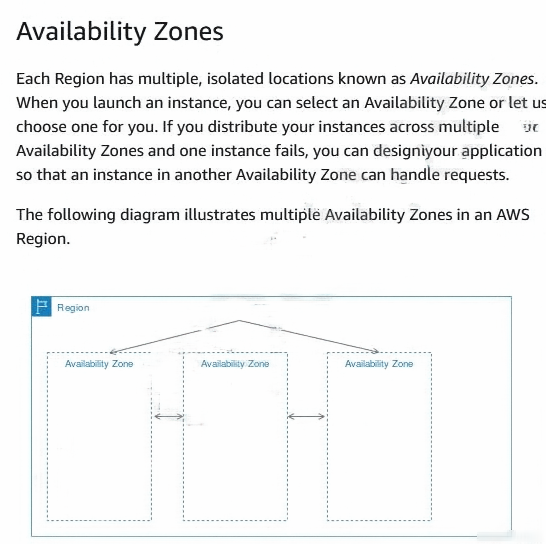 Availability Zones
Each Region has multiple, isolated locations known as Availability Zones.
When you launch an instance, you can select an Availability Zone or let us
choose one for you. If you distribute your instances across multiple
Availability Zones and one instance fails, you can design your application
so that an instance in another Availability Zone can handle requests.
The following diagram illustrates multiple Availability Zones in an AWS
Region.
Region
Availability Zone Availability Zone Availability Zone